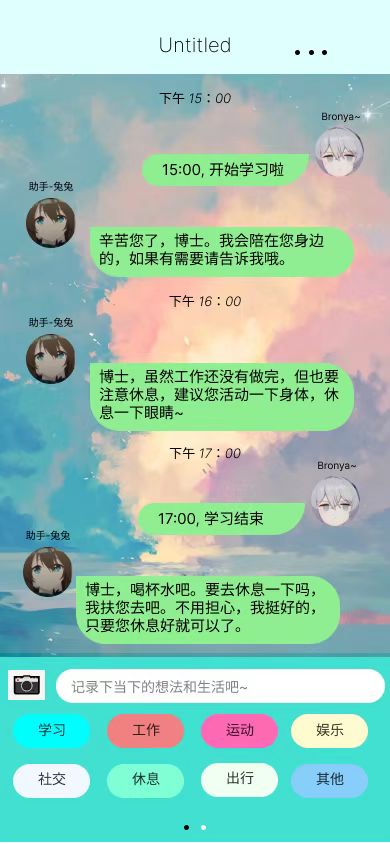 Untitled
下午 15：00
Bronya~
15:00, 开始学习啦
助手-兔兔
辛苦您了，博士。我会陪在您身边
的，如果有需要请告诉我哦。
下午 16：00
助手-兔兔
博士，虽然工作还没有做完，但也要
注意休息，建议您活动一下身体，休
息一下眼睛~
下午 17：00
Bronya~
17:00, 学习结束
助手-兔兔
博士，喝杯水吧。要去休息一下吗，
我扶您去吧。不用担心，我挺好的，
只要您休息好就可以了。
记录下当下的想法和生活吧~
学习 工作 运动 娱乐
社交 休息 出行 其他